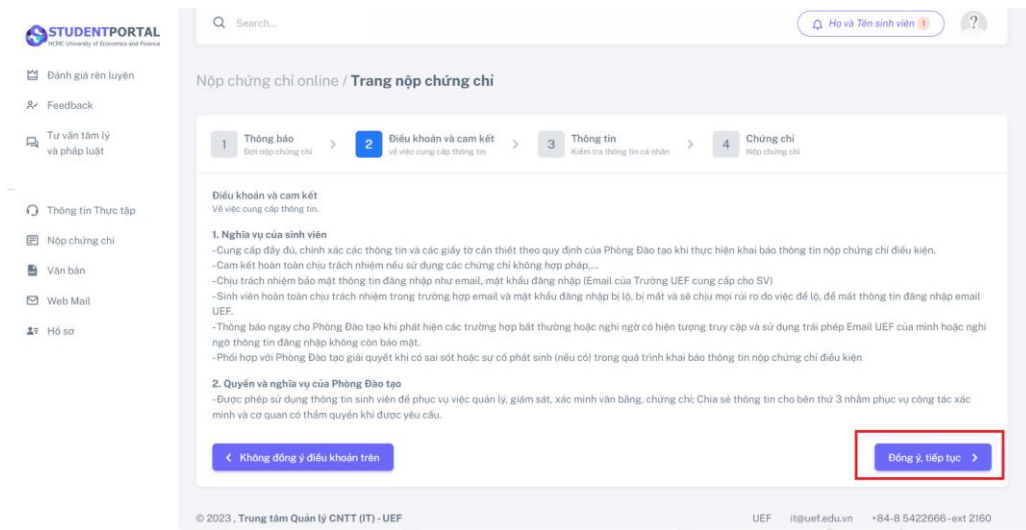 STUDENTPORTAL
HCMC University of Economics and Finance
Search...
Họ và Tên sinh viên 1
?
Đánh giá rèn luyện
Feedback
Tư vấn tâm lý
và pháp luật
Thông tin Thực tập
Nộp chứng chỉ
Văn bản
Web Mail
Hồ sơ
Nộp chứng chỉ online / Trang nộp chứng chỉ
1 Thông báo
Đợt nộp chứng chỉ
2 Điều khoản và cam kết
về việc cung cấp thông tin
3 Thông tin
Kiểm tra thông tin cá nhân
4 Chứng chỉ
Nộp chứng chỉ
Điều khoản và cam kết
Về việc cung cấp thông tin.
1. Nghĩa vụ của sinh viên
-Cung cấp đầy đủ, chính xác các thông tin và các giấy tờ cần thiết theo quy định của Phòng Đào tạo khi thực hiện khai báo thông tin nộp chứng chỉ điều kiện.
-Cam kết hoàn toàn chịu trách nhiệm nếu sử dụng các chứng chỉ không hợp pháp,...
-Chịu trách nhiệm bảo mật thông tin đăng nhập như email, mật khẩu đăng nhập (Email của Trường UEF cung cấp cho SV)
-Sinh viên hoàn toàn chịu trách nhiệm trong trường hợp email và mật khẩu đăng nhập bị lộ, bị mất và sẽ chịu mọi rủi ro do việc để lộ, để mất thông tin đăng nhập email
UEF.
-Thông báo ngay cho Phòng Đào tạo khi phát hiện các trường hợp bất thường hoặc nghi ngờ có hiện tượng truy cập và sử dụng trái phép Email UEF của mình hoặc nghi
ngờ thông tin đăng nhập không còn bảo mật.
-Phối hợp với Phòng Đào tạo giải quyết khi có sai sót hoặc sự cố phát sinh (nếu có) trong quá trình khai báo thông tin nộp chứng chỉ điều kiện
2. Quyền và nghĩa vụ của Phòng Đào tạo
-Được phép sử dụng thông tin sinh viên để phục vụ việc quản lý, giám sát, xác minh văn bằng, chứng chỉ; Chia sẻ thông tin cho bên thứ 3 nhằm phục vụ công tác xác
minh và cơ quan có thẩm quyền khi được yêu cầu.
Không đồng ý điều khoản trên
Đồng ý, tiếp tục
© 2023 , Trung tâm Quản lý CNTT (IT) - UEF
UEF it@uef.edu.vn +84-8 5422666-ext 2160